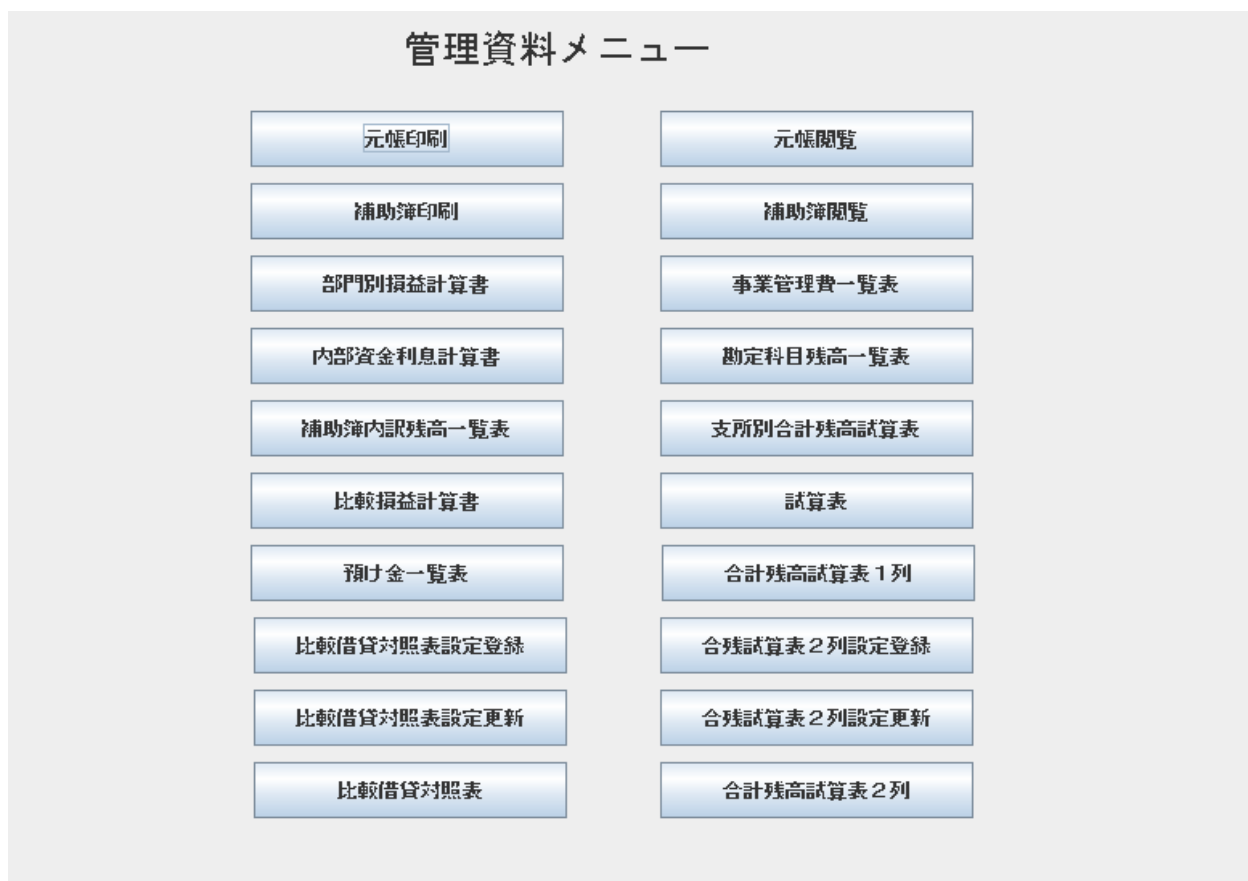 管理資料メニュー
元帳印刷
元帳閲覧
補助簿印刷
補助簿閲覧
部門別損益計算書
事業管理費一覧表
内部資金利息計算書
勘定科目残高一覧表
補助簿内訳残高一覧表
支所別合計残高試算表
比較損益計算書
試算表
預け金一覧表
合計残高試算表１列
比較借貸対照表設定登録
合残試算表２列設定登録
比較借貸対照表設定更新
合残試算表２列設定更新
比較借貸対照表
合計残高試算表２列